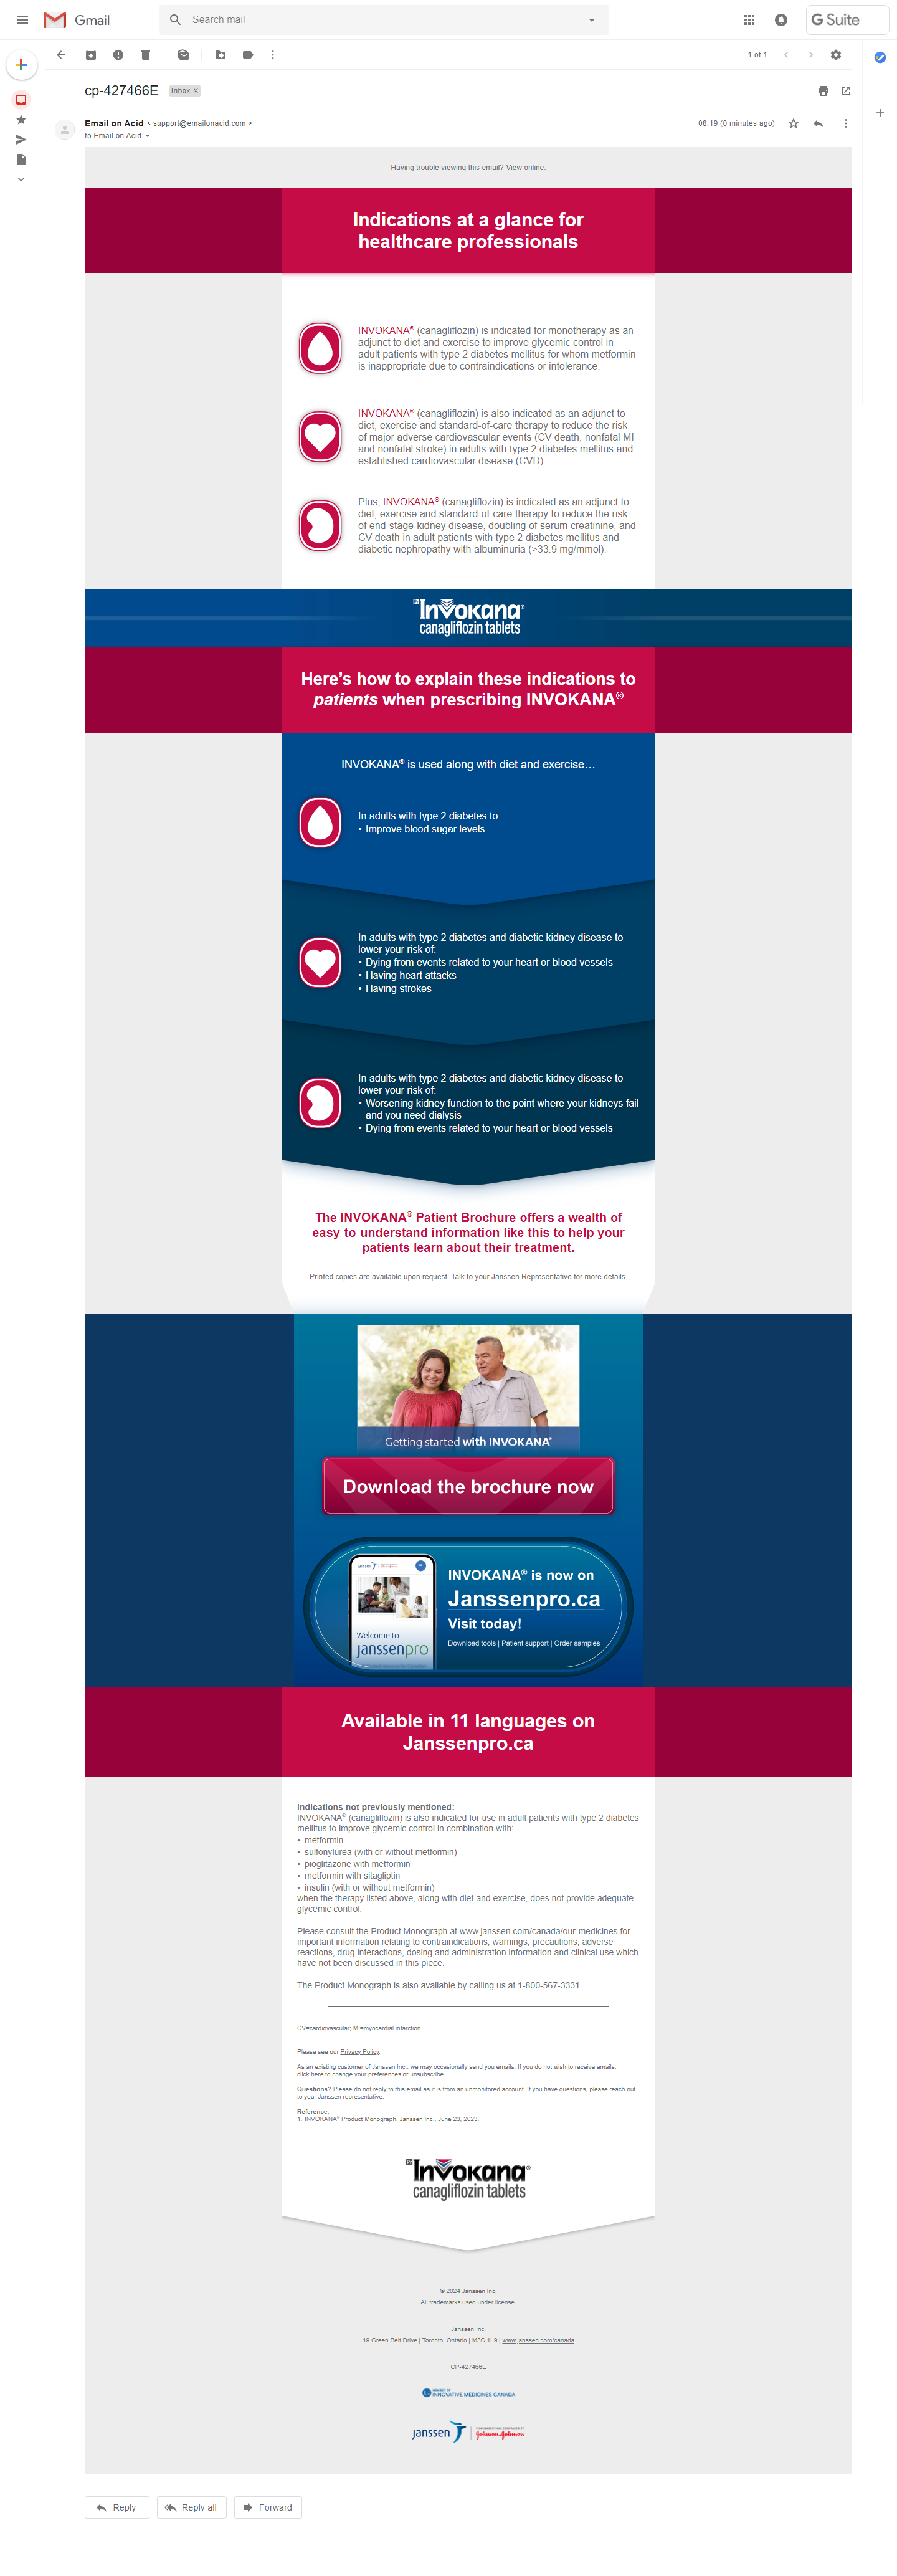 Gmail
Search mail
G Suite
1 of 1
cp-427466E
Inbox x
Email on Acid < support@emailonacid.com >
08:19 (0 minutes ago)
to Email on Acid
Having trouble viewing this email? View online.
Indications at a glance for
healthcare professionals
INVOKANA® (canagliflozin) is indicated for monotherapy as an
adjunct to diet and exercise to improve glycemic control in
adult patients with type 2 diabetes mellitus for whom metformin
is inappropriate due to contraindications or intolerance.
INVOKANA® (canagliflozin) is also indicated as an adjunct to
diet, exercise and standard-of-care therapy to reduce the risk
of major adverse cardiovascular events (CV death, nonfatal MI
and nonfatal stroke) in adults with type 2 diabetes mellitus and
established cardiovascular disease (CVD).
Plus, INVOKANA® (canagliflozin) is indicated as an adjunct to
diet, exercise and standard-of-care therapy to reduce the risk
of end-stage-kidney disease, doubling of serum creatinine, and
CV death in adult patients with type 2 diabetes mellitus and
diabetic nephropathy with albuminuria (>33.9 mg/mmol).
Invokana®
canagliflozin tablets
Here’s how to explain these indications to
patients when prescribing INVOKANA®
INVOKANA® is used along with diet and exercise…
In adults with type 2 diabetes to:
• Improve blood sugar levels
In adults with type 2 diabetes and diabetic kidney disease to
lower your risk of:
• Dying from events related to your heart or blood vessels
• Having heart attacks
• Having strokes
In adults with type 2 diabetes and diabetic kidney disease to
lower your risk of:
• Worsening kidney function to the point where your kidneys fail
and you need dialysis
• Dying from events related to your heart or blood vessels
The INVOKANA® Patient Brochure offers a wealth of
easy-to-understand information like this to help your
patients learn about their treatment.
Printed copies are available upon request. Talk to your Janssen Representative for more details.
Getting started with INVOKANA®
Download the brochure now
janssen
INVOKANA® is now on
Janssenpro.ca
Visit today!
Download tools | Patient support | Order samples
Welcome to
janssenpro
Available in 11 languages on
Janssenpro.ca
Indications not previously mentioned:
INVOKANA® (canagliflozin) is also indicated for use in adult patients with type 2 diabetes
mellitus to improve glycemic control in combination with:
• metformin
• sulfonylurea (with or without metformin)
• pioglitazone with metformin
• metformin with sitagliptin
• insulin (with or without metformin)
when the therapy listed above, along with diet and exercise, does not provide adequate
glycemic control.
Please consult the Product Monograph at www.janssen.com/canada/our-medicines for
important information relating to contraindications, warnings, precautions, adverse
reactions, drug interactions, dosing and administration information and clinical use which
have not been discussed in this piece.
The Product Monograph is also available by calling us at 1-800-567-3331.
CV=cardiovascular; MI=myocardial infarction.
Please see our Privacy Policy.
As an existing customer of Janssen Inc., we may occasionally send you emails. If you do not wish to receive emails,
click here to change your preferences or unsubscribe.
Questions? Please do not reply to this email as it is from an unmonitored account. If you have questions, please reach out
to your Janssen representative.
Reference:
1. INVOKANA® Product Monograph. Janssen Inc., June 23, 2023.
Invokana®
canagliflozin tablets
© 2024 Janssen Inc.
All trademarks used under license.
Janssen Inc.
19 Green Belt Drive | Toronto, Ontario | M3C 1L9 | www.janssen.com/canada
CP-427466E
MEMBER OF
INNOVATIVE MEDICINES CANADA
janssen
PHARMACEUTICAL COMPANIES OF
Johnson & Johnson
Reply
Reply all
Forward